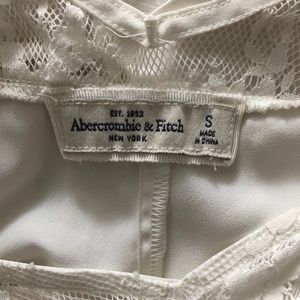 EST. 1892
Abercrombie & Fitch
NEW YORK
S
MADE
IN CHINA